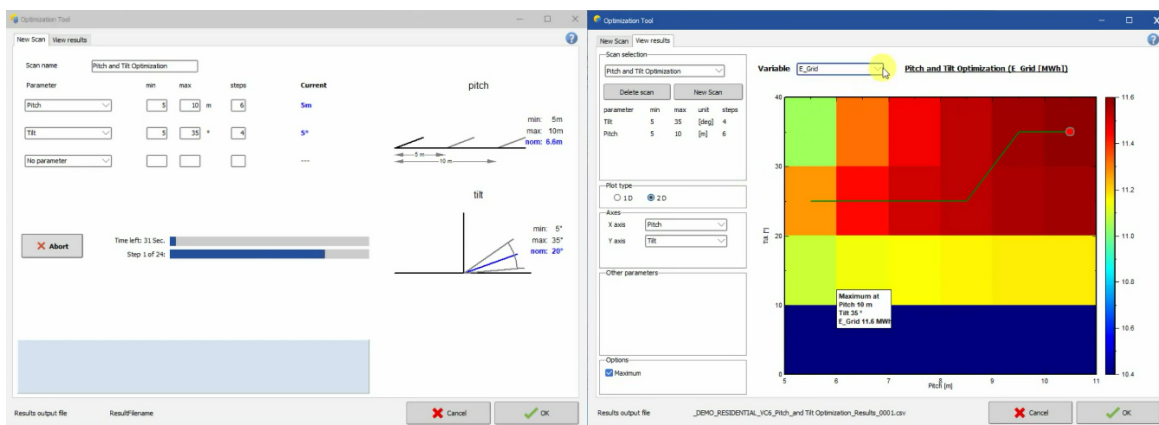 Optimization Tool
New Scan View results
Scan name Pitch and Tilt Optimization
Parameter min max steps Current
Pitch 5 10 m 6 5m
Tilt 5 35 ° 4 5°
No parameter ---
Abort
Time left: 31 Sec.
Step 1 of 24:
pitch
min: 5m
max: 10m
nom: 6.6m
5 m
10 m
tilt
min: 5°
max: 35°
nom: 20°
Results output file ResultFilename
Cancel OK
Optimization Tool
New Scan View results
Scan selection
Pitch and Tilt Optimization
Delete scan New Scan
parameter min max unit steps
Tilt 5 35 [deg] 4
Pitch 5 10 [m] 6
Plot type
1D 2D
Axes
X axis Pitch
Y axis Tilt
Other parameters
Options
Maximum
Variable E_Grid Pitch and Tilt Optimization (E_Grid [MWh])
40
30
20
10
0
Tilt [°]
5 6 7 8 9 10 11
Pitch [m]
Maximum at
Pitch 10 m
Tilt 35 °
E_Grid 11.6 MWh
11.6
11.4
11.2
11.0
10.8
10.6
10.4
Results output file _DEMO_RESIDENTIAL_VC6_Pitch_and Tilt Optimization_Results_0001.csv
Cancel OK